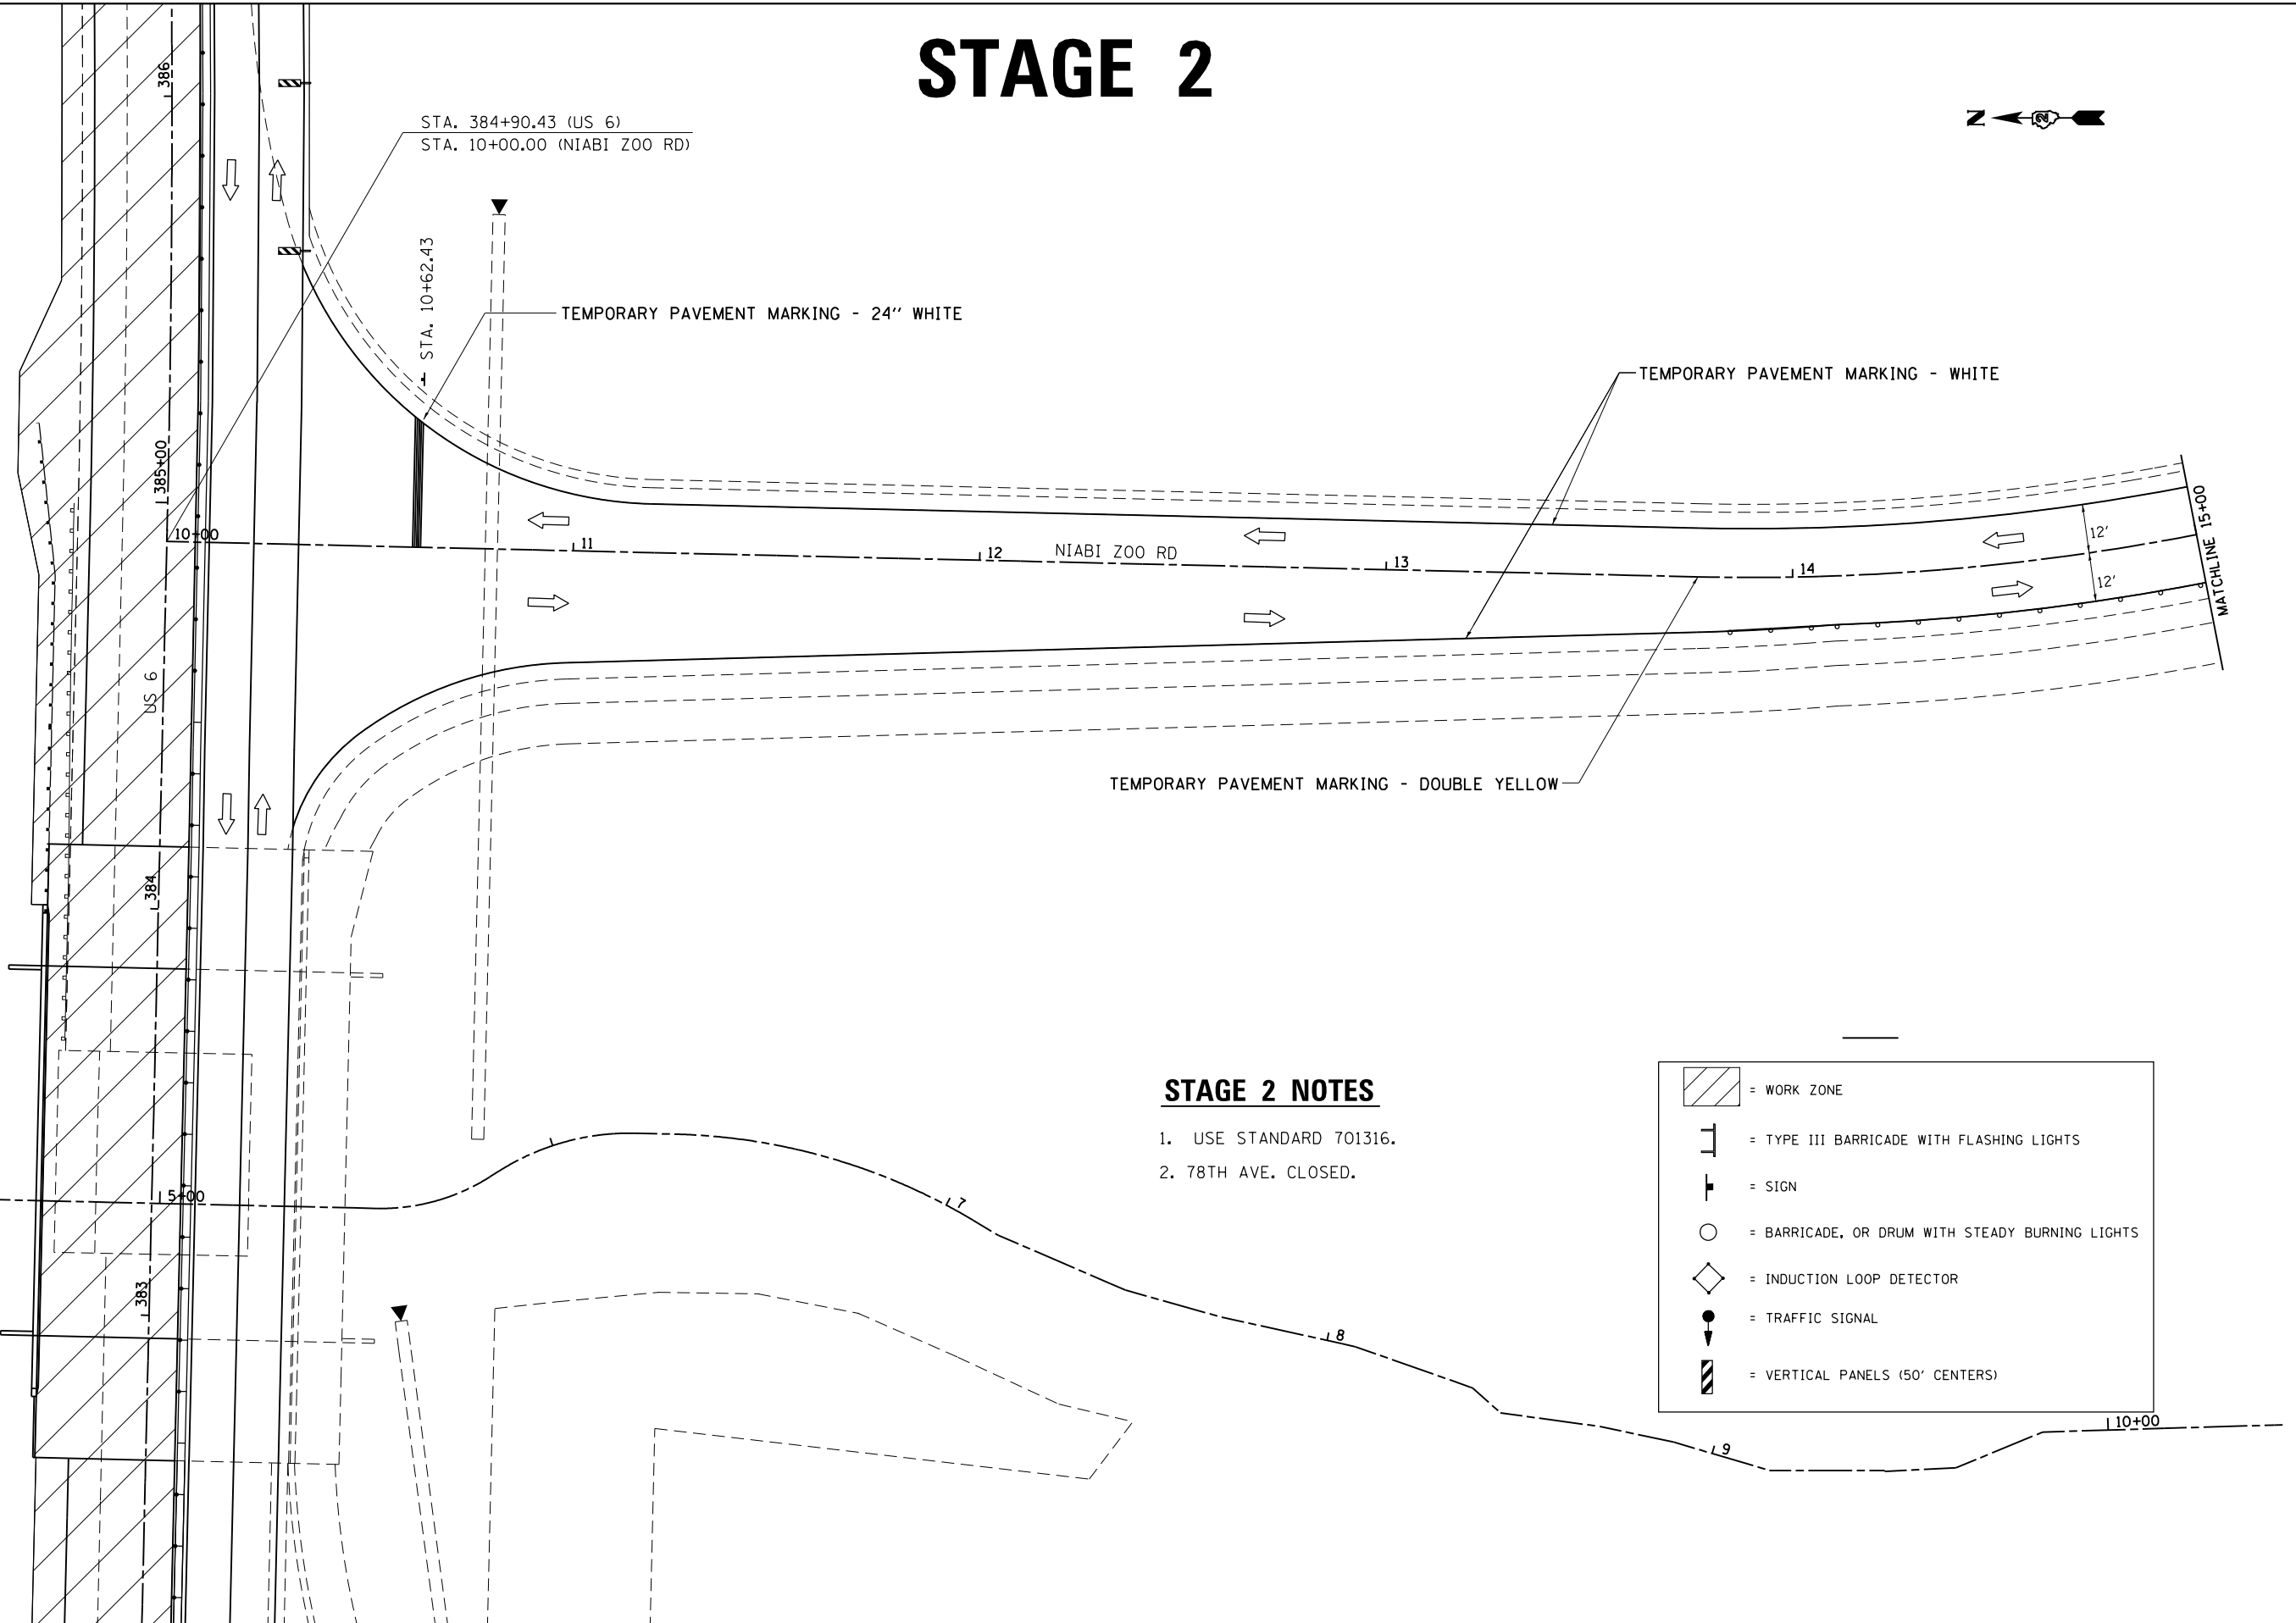 STAGE 2
386
STA. 384+90.43 (US 6)
STA. 10+00.00 (NIABI ZOO RD)
N
2
STA. 10+62.43
TEMPORARY PAVEMENT MARKING - 24'' WHITE
TEMPORARY PAVEMENT MARKING - WHITE
385+00
10+00
11
12
NIABI ZOO RD
13
14
12'
12'
MATCHLINE 15+00
US 6
TEMPORARY PAVEMENT MARKING - DOUBLE YELLOW
384
STAGE 2 NOTES
1. USE STANDARD 701316.
2. 78TH AVE. CLOSED.
= WORK ZONE
= TYPE III BARRICADE WITH FLASHING LIGHTS
= SIGN
= BARRICADE, OR DRUM WITH STEADY BURNING LIGHTS
= INDUCTION LOOP DETECTOR
= TRAFFIC SIGNAL
= VERTICAL PANELS (50' CENTERS)
5+00
7
383
8
9
10+00